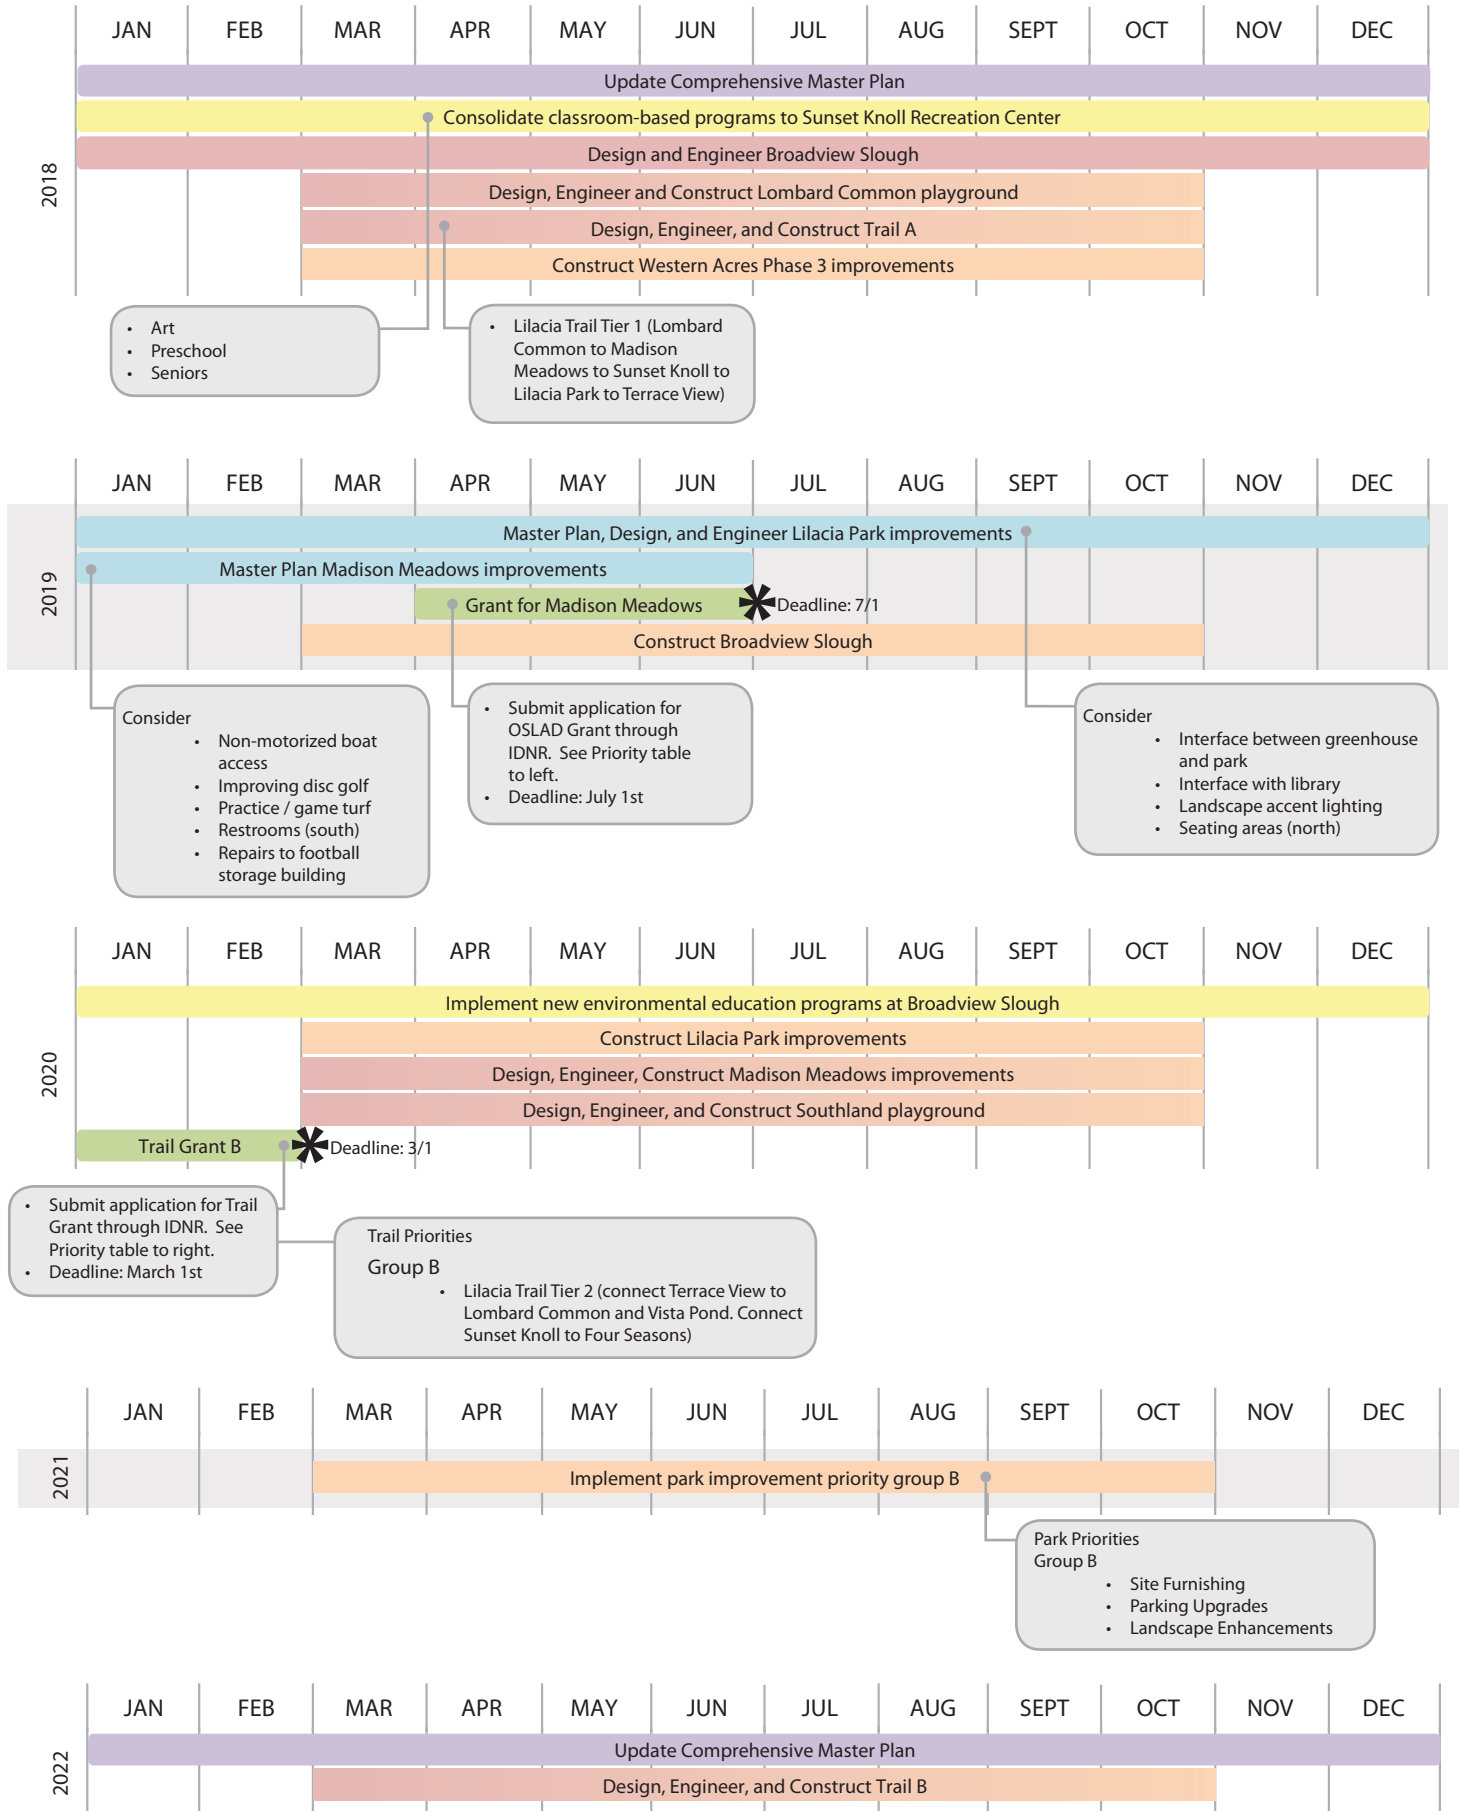 JAN FEB MAR APR MAY JUN JUL AUG SEPT OCT NOV DEC
2018
Update Comprehensive Master Plan
Consolidate classroom-based programs to Sunset Knoll Recreation Center
Design and Engineer Broadview Slough
Design, Engineer and Construct Lombard Common playground
Design, Engineer, and Construct Trail A
Construct Western Acres Phase 3 improvements
• Art
• Preschool
• Seniors
• Lilacia Trail Tier 1 (Lombard
Common to Madison
Meadows to Sunset Knoll to
Lilacia Park to Terrace View)
JAN FEB MAR APR MAY JUN JUL AUG SEPT OCT NOV DEC
2019
Master Plan, Design, and Engineer Lilacia Park improvements
Master Plan Madison Meadows improvements
Grant for Madison Meadows
Deadline: 7/1
Construct Broadview Slough
Consider
• Non-motorized boat
access
• Improving disc golf
• Practice / game turf
• Restrooms (south)
• Repairs to football
storage building
• Submit application for
OSLAD Grant through
IDNR. See Priority table
to left.
• Deadline: July 1st
Consider
• Interface between greenhouse
and park
• Interface with library
• Landscape accent lighting
• Seating areas (north)
JAN FEB MAR APR MAY JUN JUL AUG SEPT OCT NOV DEC
2020
Implement new environmental education programs at Broadview Slough
Construct Lilacia Park improvements
Design, Engineer, Construct Madison Meadows improvements
Design, Engineer, and Construct Southland playground
Trail Grant B
Deadline: 3/1
• Submit application for Trail
Grant through IDNR. See
Priority table to right.
• Deadline: March 1st
Trail Priorities
Group B
• Lilacia Trail Tier 2 (connect Terrace View to
Lombard Common and Vista Pond. Connect
Sunset Knoll to Four Seasons)
JAN FEB MAR APR MAY JUN JUL AUG SEPT OCT NOV DEC
2021
Implement park improvement priority group B
Park Priorities
Group B
• Site Furnishing
• Parking Upgrades
• Landscape Enhancements
JAN FEB MAR APR MAY JUN JUL AUG SEPT OCT NOV DEC
2022
Update Comprehensive Master Plan
Design, Engineer, and Construct Trail B